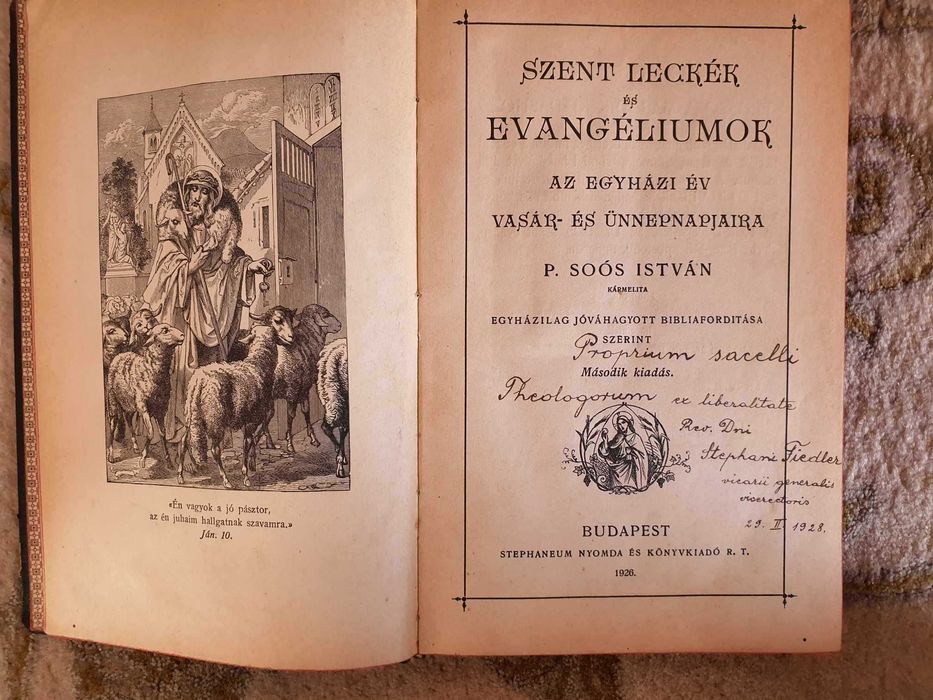 «Én vagyok a jó pásztor,
az én juhaim hallgatnak szavamra.»
Ján. 10.
SZENT LECKÉK
ÉS
EVANGÉLIUMOK
AZ EGYHÁZI ÉV
VASÁR- ÉS ÜNNEPNAPJAIRA
P. SOÓS ISTVÁN
KÁRMELITA
EGYHÁZILAG JÓVÁHAGYOTT BIBLIAFORDITÁSA
SZERINT
Proprium sacelli
Második kiadás.
Theologorum ex liberalitate
Rev. Dni
Stephani Fiedler
vicarii generalis
vicerectoris
29. II 1928.
BUDAPEST
STEPHANEUM NYOMDA ÉS KÖNYVKIADÓ R. T.
1926.